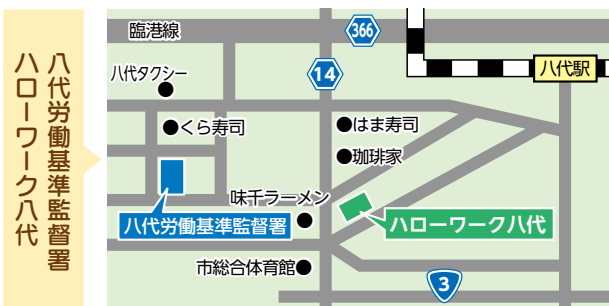 八代労働基準監督署
ハローワーク八代
臨港線
366
八代タクシー
14
八代駅
くら寿司
はま寿司
珈琲家
味千ラーメン
八代労働基準監督署
ハローワーク八代
市総合体育館
3